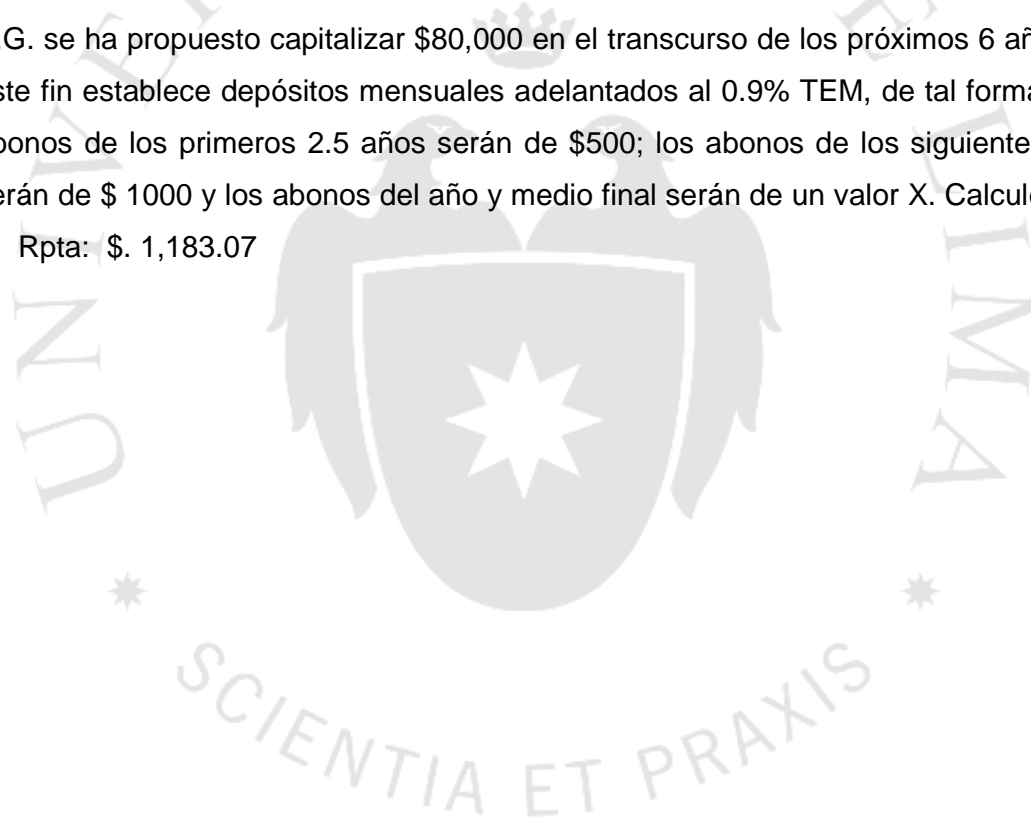 .G. se ha propuesto capitalizar $80,000 en el transcurso de los próximos 6 añ
ste fin establece depósitos mensuales adelantados al 0.9% TEM, de tal forma
bonos de los primeros 2.5 años serán de $500; los abonos de los siguiente
erán de $ 1000 y los abonos del año y medio final serán de un valor X. Calcul
Rpta: $. 1,183.07
UNIVE
E LIMA
SCIENTIA ET PRAXIS